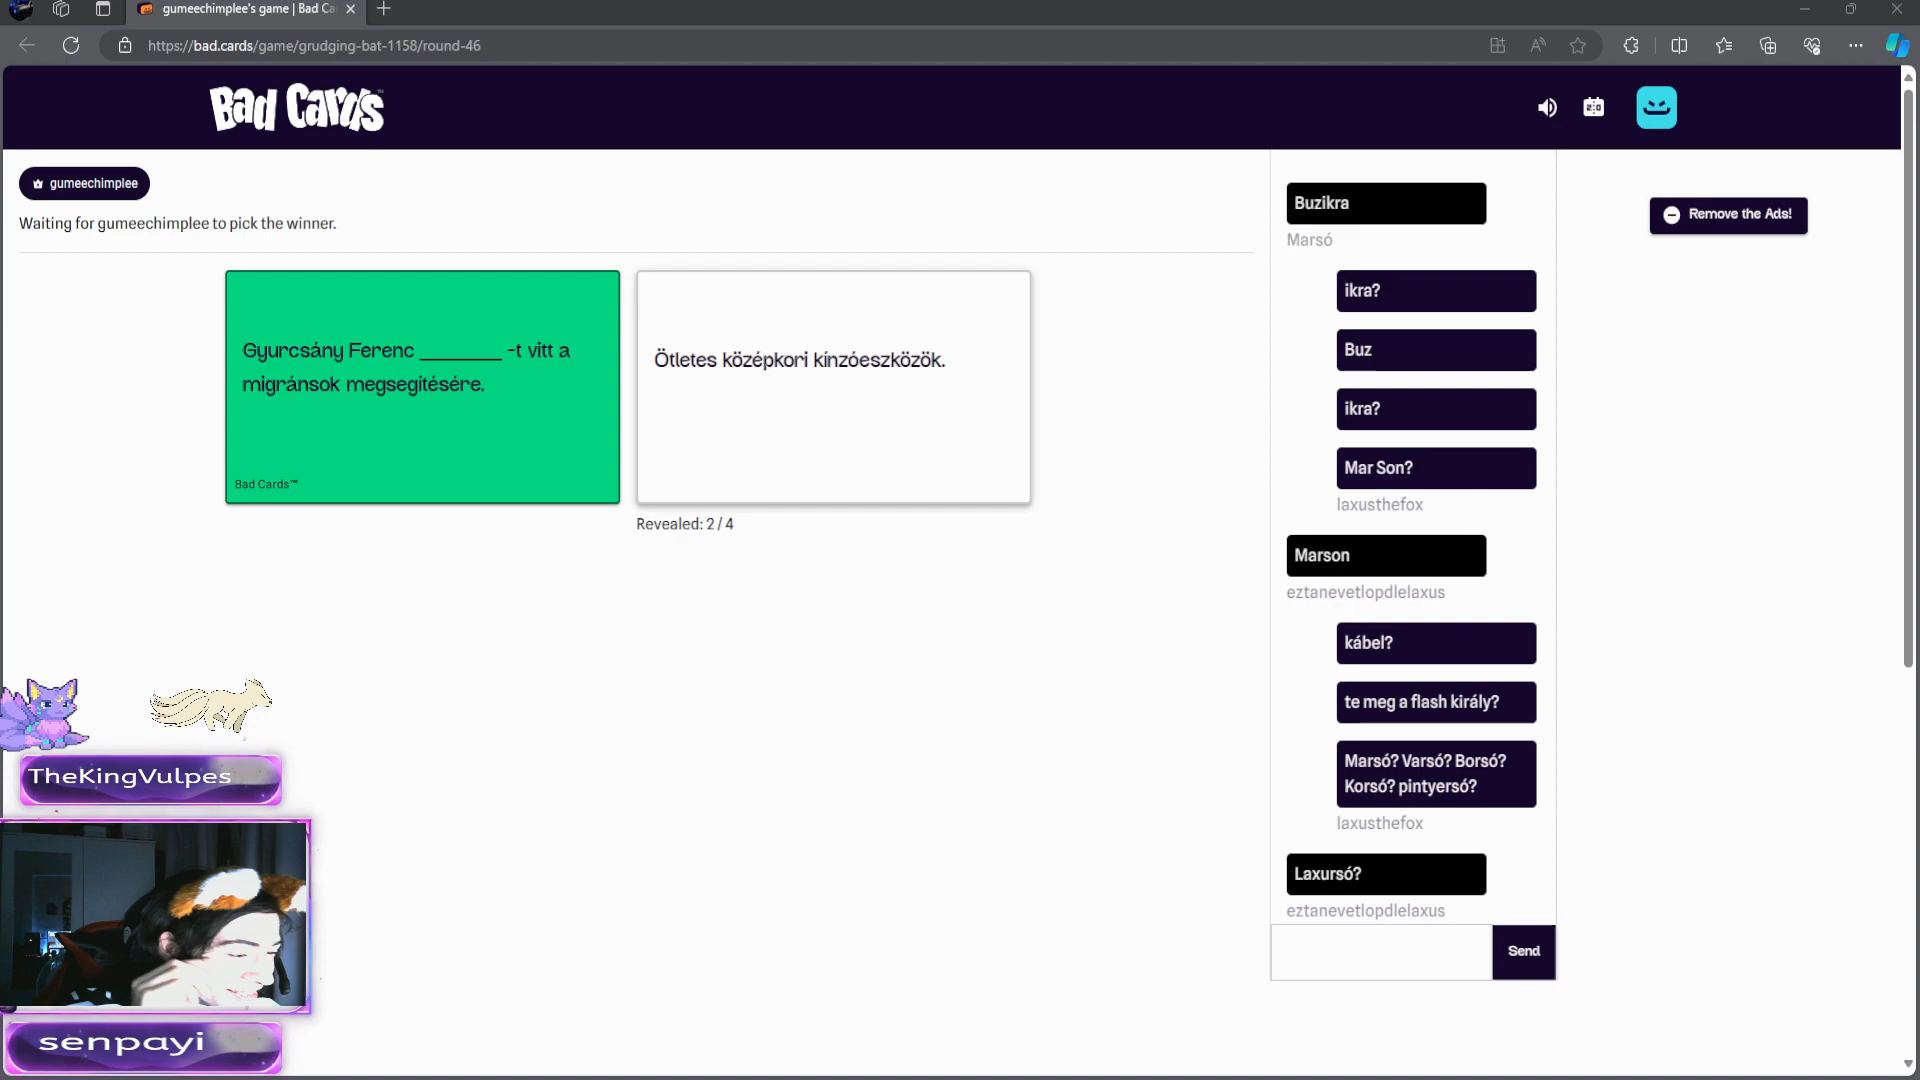 gumeechimplee's game | Bad Ca
https://bad.cards/game/grudging-bat-1158/round-46
Bad Cards
gumeechimplee
Waiting for gumeechimplee to pick the winner.
Gyurcsány Ferenc ________ -t vitt a
migránsok megsegítésére.
Bad Cards™
Ötletes középkori kínzóeszközök.
Revealed: 2 / 4
Buzikra
Marsó
ikra?
Buz
ikra?
Mar Son?
laxusthefox
Marson
eztanevetlopdlelaxus
kábel?
te meg a flash király?
Marsó? Varsó? Borsó?
Korsó? pintyersó?
laxusthefox
Laxursó?
eztanevetlopdlelaxus
Send
Remove the Ads!
TheKingVulpes
senpayi